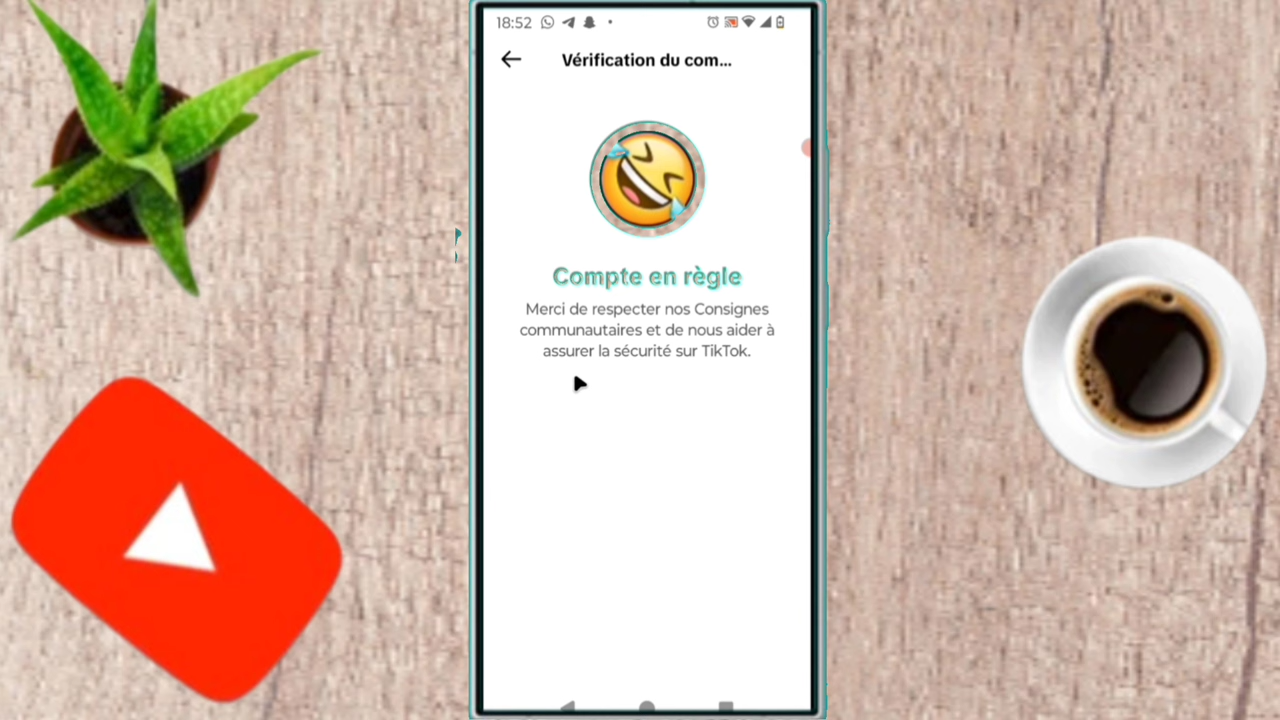 18:52
Vérification du com...
Compte en règle
Merci de respecter nos Consignes
communautaires et de nous aider à
assurer la sécurité sur TikTok.